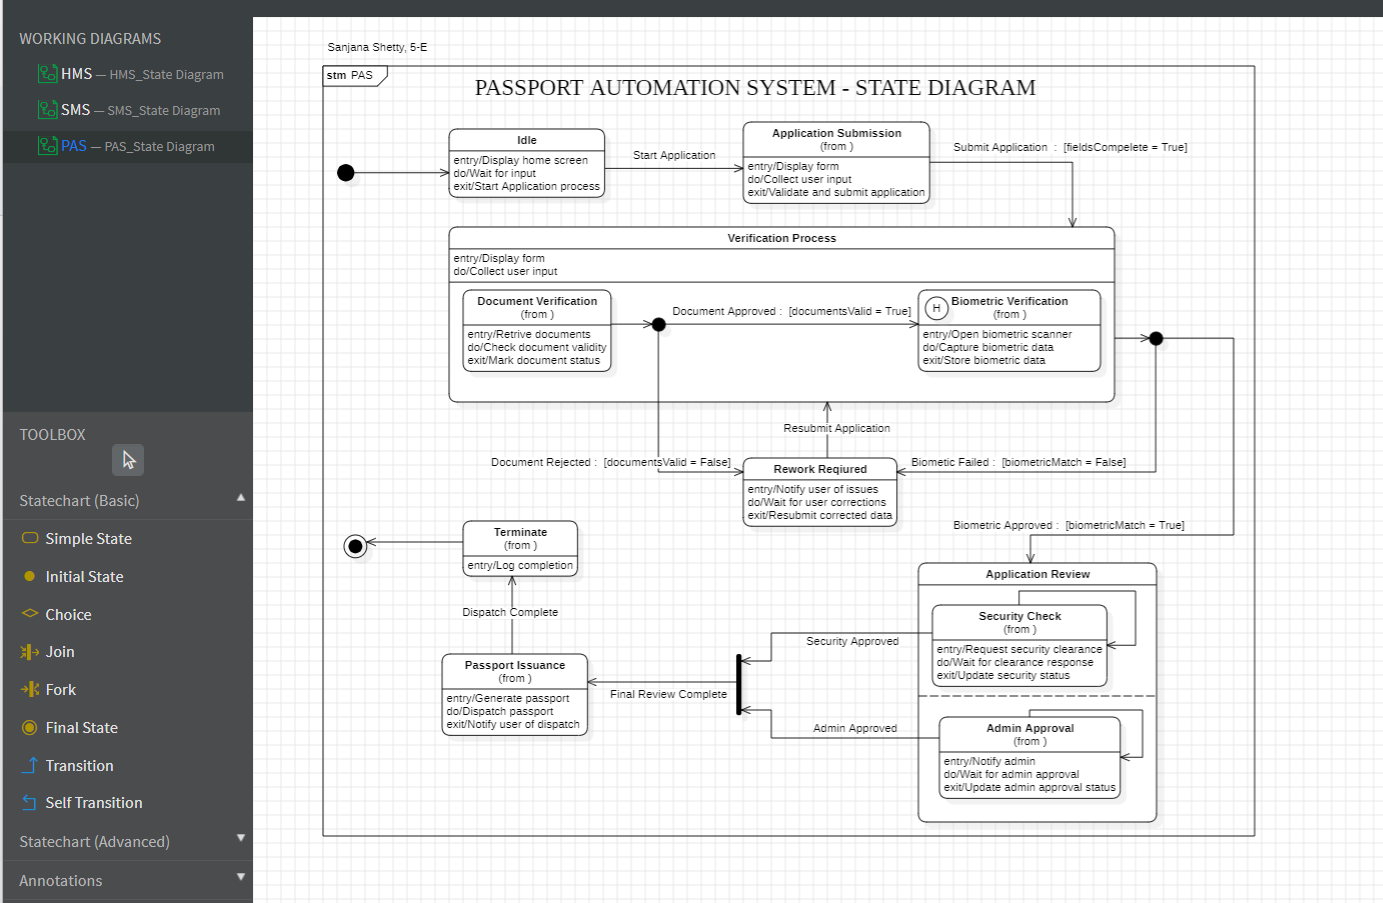 WORKING DIAGRAMS
HMS — HMS_State Diagram
SMS — SMS_State Diagram
PAS — PAS_State Diagram
TOOLBOX
Statechart (Basic)
Simple State
Initial State
Choice
Join
Fork
Final State
Transition
Self Transition
Statechart (Advanced)
Annotations
Sanjana Shetty, 5-E
stm PAS
PASSPORT AUTOMATION SYSTEM - STATE DIAGRAM
Idle
entry/Display home screen
do/Wait for input
exit/Start Application process
Start Application
Application Submission
(from )
entry/Display form
do/Collect user input
exit/Validate and submit application
Submit Application : [fieldsCompelete = True]
Verification Process
entry/Display form
do/Collect user input
Document Verification
(from )
entry/Retrive documents
do/Check document validity
exit/Mark document status
Document Approved : [documentsValid = True]
H
Biometric Verification
(from )
entry/Open biometric scanner
do/Capture biometric data
exit/Store biometric data
Resubmit Application
Document Rejected : [documentsValid = False]
Rework Reqiured
entry/Notify user of issues
do/Wait for user corrections
exit/Resubmit corrected data
Biometic Failed : [biometricMatch = False]
Biometric Approved : [biometricMatch = True]
Terminate
(from )
entry/Log completion
Dispatch Complete
Application Review
Security Check
(from )
entry/Request security clearance
do/Wait for clearance response
exit/Update security status
Security Approved
Passport Issuance
(from )
entry/Generate passport
do/Dispatch passport
exit/Notify user of dispatch
Final Review Complete
Admin Approved
Admin Approval
(from )
entry/Notify admin
do/Wait for admin approval
exit/Update admin approval status